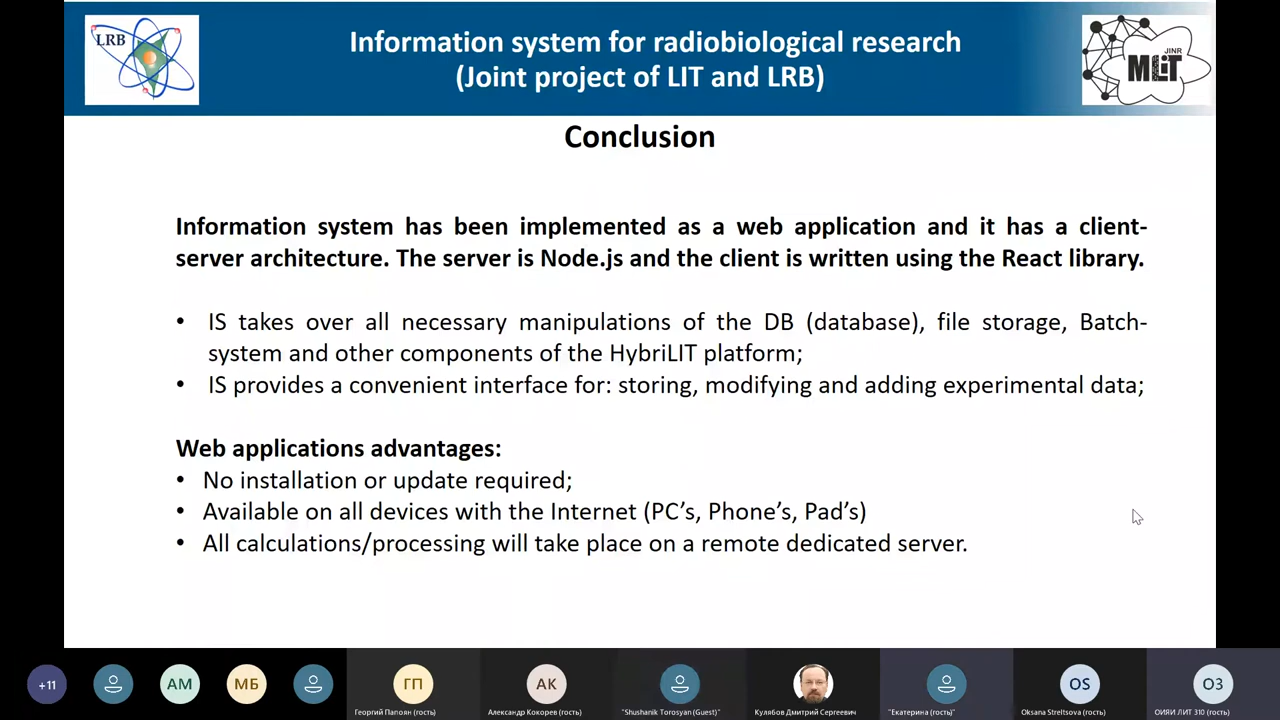 LRB
Information system for radiobiological research
(Joint project of LIT and LRB)
JINR
MLIT
Conclusion
Information system has been implemented as a web application and it has a client-
server architecture. The server is Node.js and the client is written using the React library.
• IS takes over all necessary manipulations of the DB (database), file storage, Batch-
system and other components of the HybriLIT platform;
• IS provides a convenient interface for: storing, modifying and adding experimental data;
Web applications advantages:
• No installation or update required;
• Available on all devices with the Internet (PC’s, Phone’s, Pad’s)
• All calculations/processing will take place on a remote dedicated server.
+11
АМ
МБ
ГП
АК
OS
ОЗ
Георгий Папоян (гость)
Александр Кокорев (гость)
"Shushanik Torosyan (Guest)"
Кулябов Дмитрий Сергеевич
"Екатерина (гость)"
Oksana Streltsova (гость)
ОИЯИ ЛИТ 310 (гость)